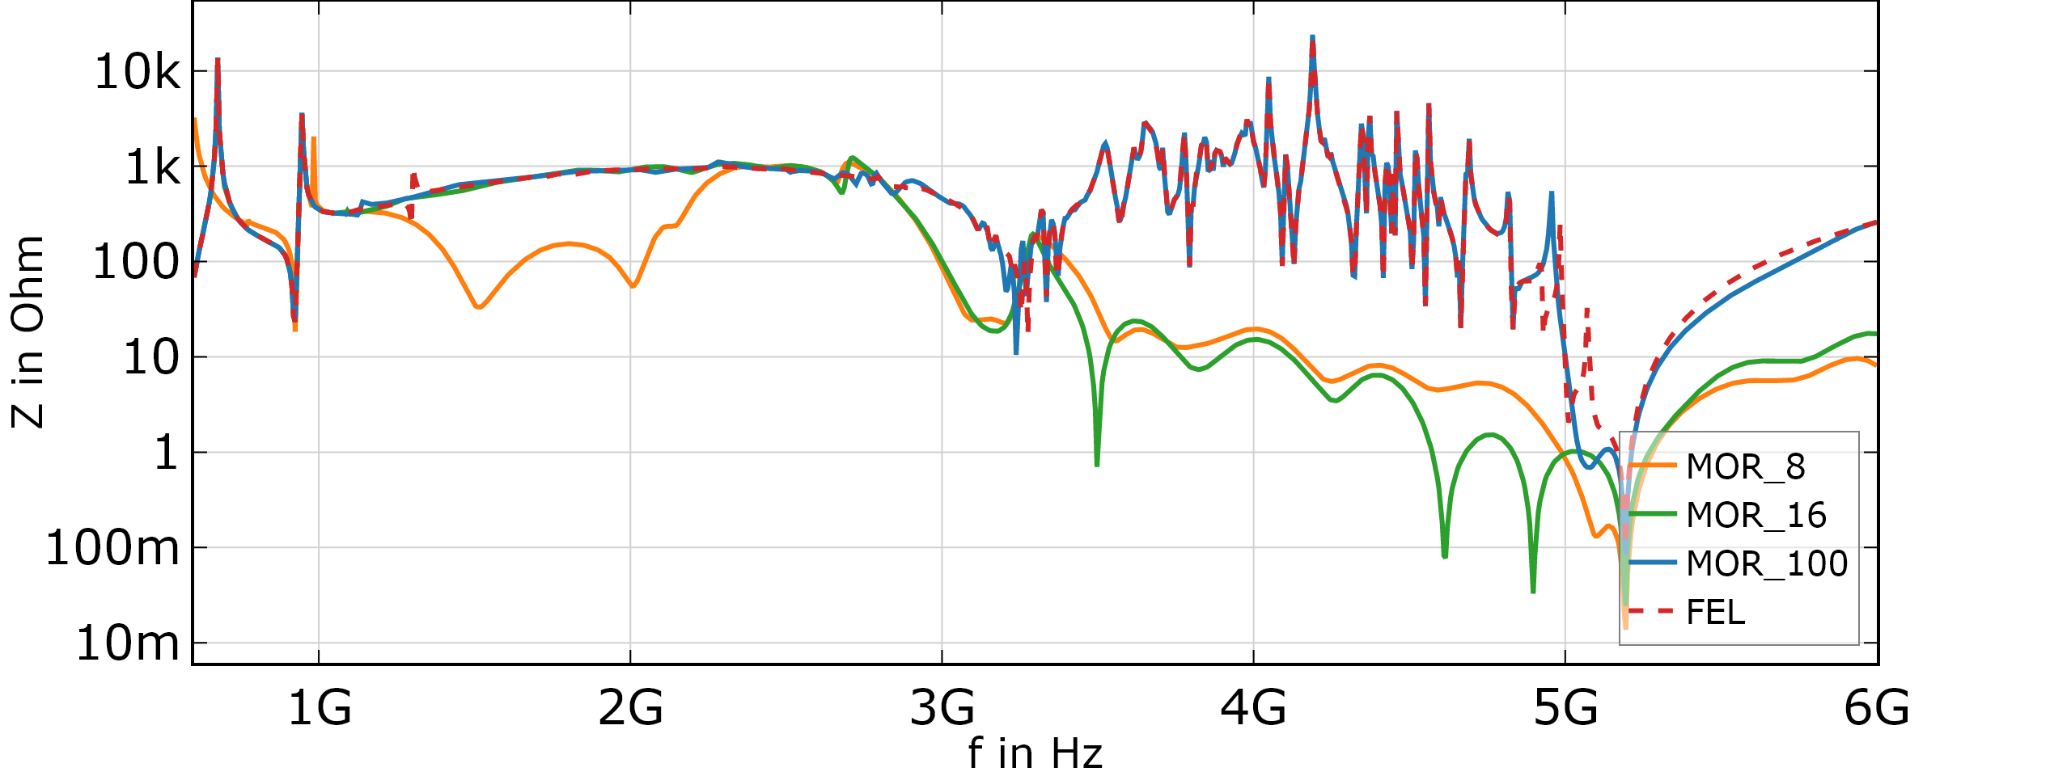 10k
1k
100
10
1
100m
10m
Z in Ohm
1G
2G
3G
4G
5G
6G
f in Hz
MOR_8
MOR_16
MOR_100
FEL